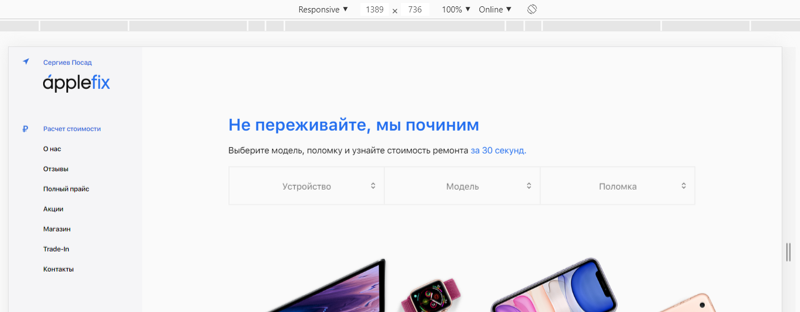 Responsive ▼ 1389 × 736 100% ▼ Online ▼
Сергиев Посад
applefix
₽ Расчет стоимости
О нас
Отзывы
Полный прайс
Акции
Магазин
Trade-In
Контакты
Не переживайте, мы починим
Выберите модель, поломку и узнайте стоимость ремонта за 30 секунд.
Устройство Модель Поломка